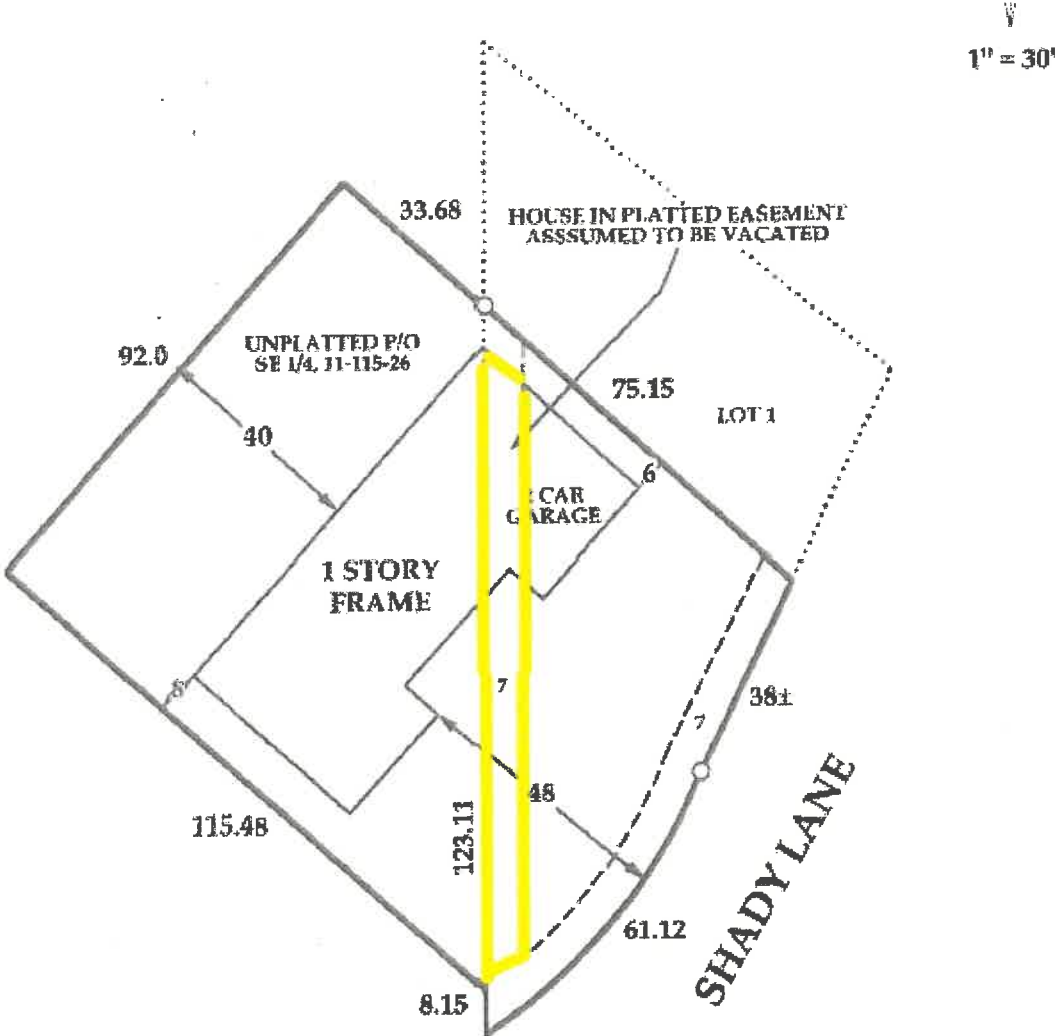 1" = 30'
33.68
HOUSE IN PLATTED EASEMENT
ASSSUMED TO BE VACATED
92.0
UNPLATTED P/O
SE 1/4, 11-115-26
75.15
LOT 1
40
6
CAR
GARAGE
1 STORY
FRAME
8
7
7
38±
48
115.48
123.11
61.12
SHADY LANE
8.15